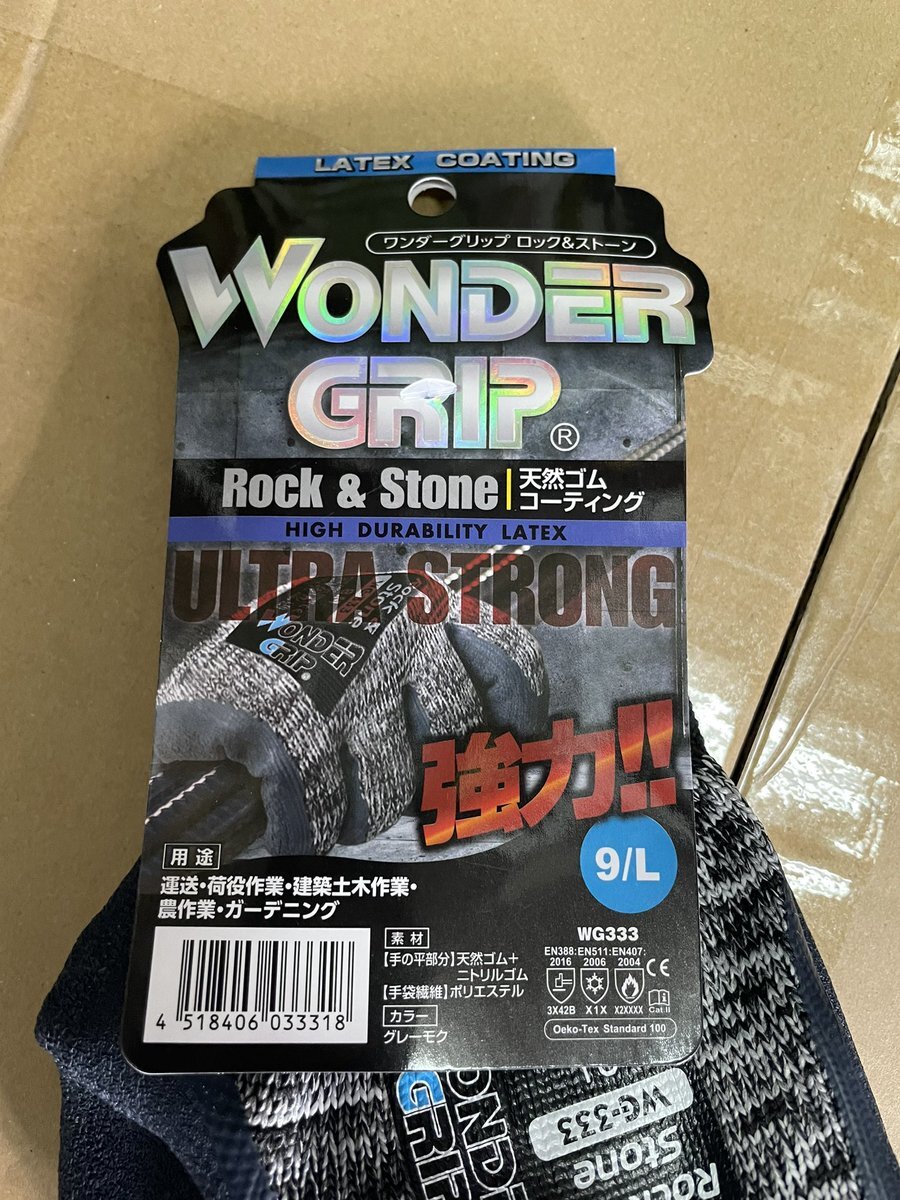 LATEX COATING
ワンダーグリップ ロック&ストーン
WONDER
GRIP®
Rock & Stone
天然ゴム
コーティング
HIGH DURABILITY LATEX
ULTRA STRONG
WONDER
GRIP®
強力!!
9/L
用途
運送・荷役作業・建築土木作業・
農作業・ガーデニング
4 518406 033318
素材
【手の平部分】天然ゴム+
ニトリルゴム
【手袋繊維】ポリエステル
カラー
グレーモク
WG333
EN388: EN511: EN407:
2016 2006 2004
CE
3X42B X1X X2XXXX Cat.II
Oeko-Tex Standard 100
WONDER
GRIP
WG-333
Stone
Rock